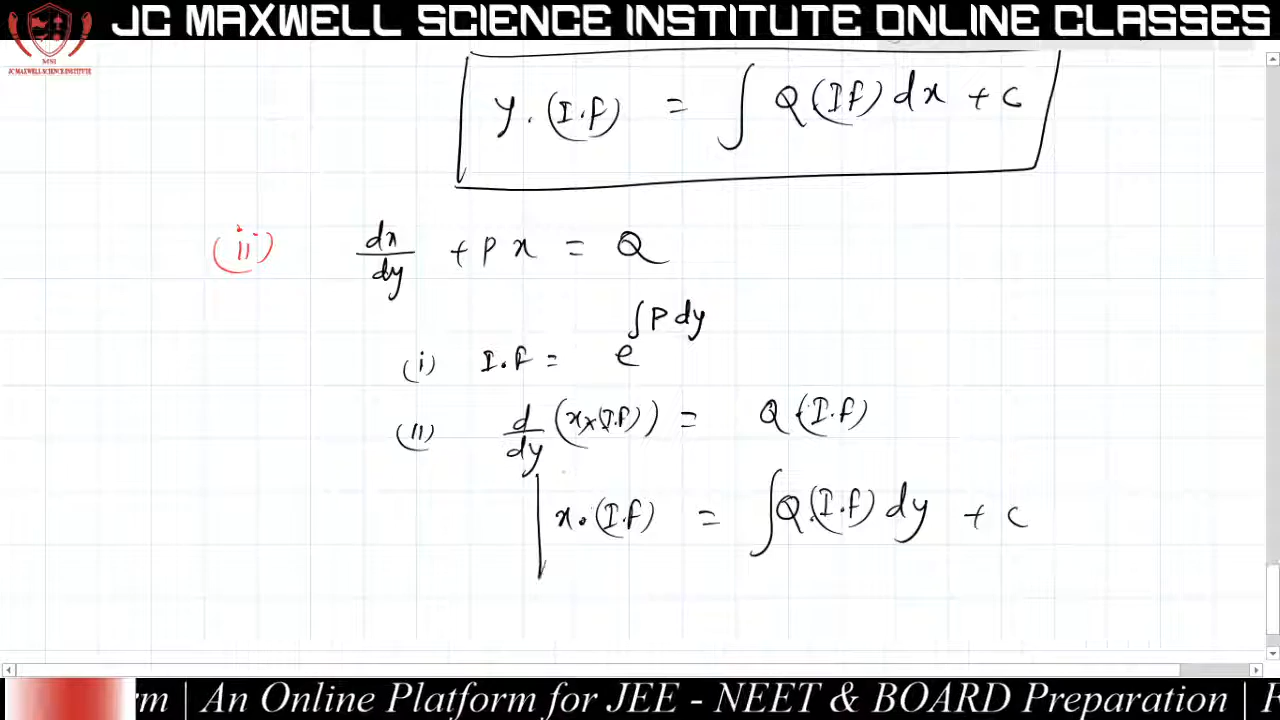 JC MAXWELL SCIENCE INSTITUTE ONLINE CLASSES
MSI
JC MAXWELL SCIENCE INSTITUTE
y. (I.f) = ∫ Q (If) dx + c
(ii) dx/dy + P x = Q
(i) I.f = e^∫ P dy
(ii) d/dy (x×(I.f)) = Q (I.f)
x. (I.f) = ∫ Q.(I.f) dy + c
rm | An Online Platform for JEE - NEET & BOARD Preparation | F